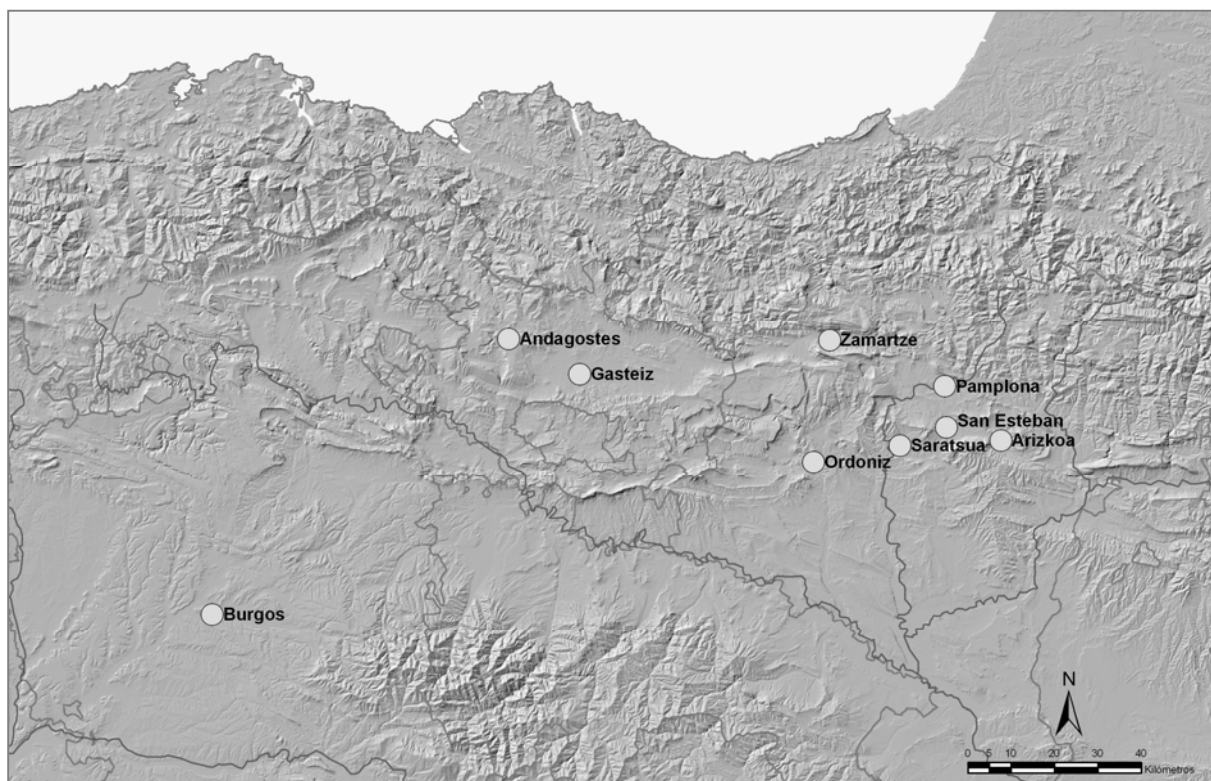 Andagostes
Zamartze
Gasteiz
Pamplona
San Esteban
Arizkoa
Saratsua
Ordoniz
Burgos
N
0 5 10 20 30 40
Kilómetros